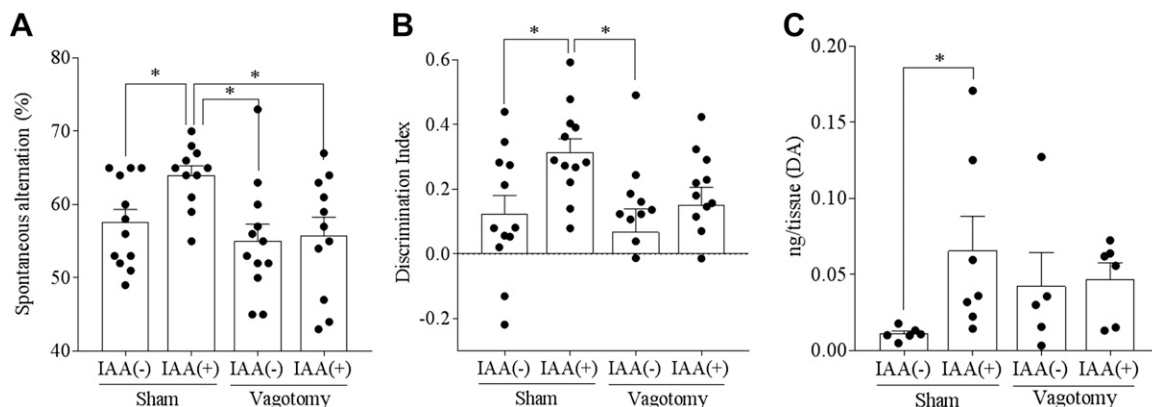 A
Spontaneous alternation (%)
80
70
60
50
40
*
*
*
IAA(-) IAA(+) IAA(-) IAA(+)
Sham Vagotomy
B
Discrimination Index
0.6
0.4
0.2
0.0
-0.2
*
*
IAA(-) IAA(+) IAA(-) IAA(+)
Sham Vagotomy
C
ng/tissue (DA)
0.20
0.15
0.10
0.05
0.00
*
IAA(-) IAA(+) IAA(-) IAA(+)
Sham Vagotomy